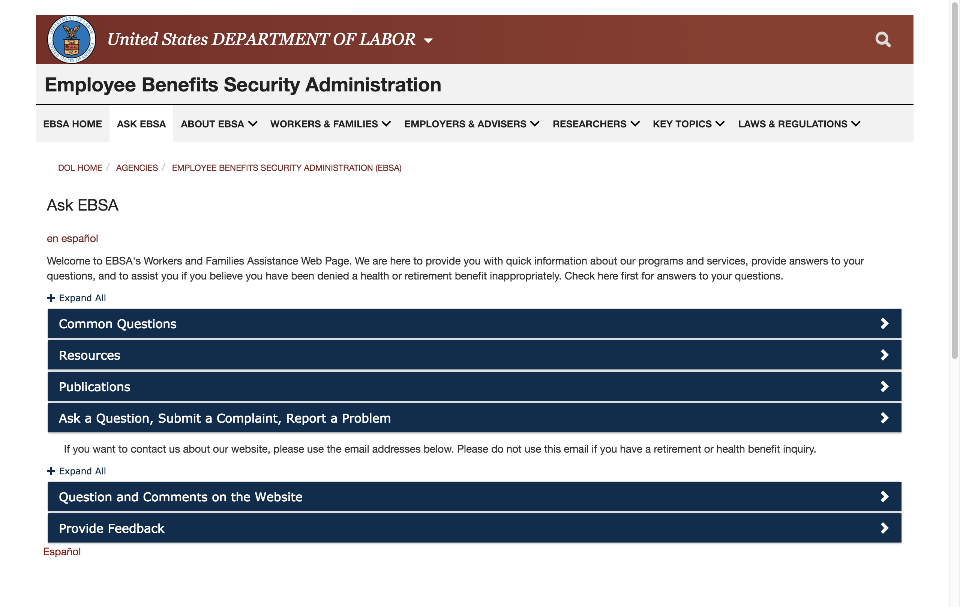 United States DEPARTMENT OF LABOR
Employee Benefits Security Administration
EBSA HOME ASK EBSA ABOUT EBSA WORKERS & FAMILIES EMPLOYERS & ADVISERS RESEARCHERS KEY TOPICS LAWS & REGULATIONS
DOL HOME / AGENCIES / EMPLOYEE BENEFITS SECURITY ADMINISTRATION (EBSA)
Ask EBSA
en español
Welcome to EBSA's Workers and Families Assistance Web Page. We are here to provide you with quick information about our programs and services, provide answers to your
questions, and to assist you if you believe you have been denied a health or retirement benefit inappropriately. Check here first for answers to your questions.
+ Expand All
Common Questions
Resources
Publications
Ask a Question, Submit a Complaint, Report a Problem
If you want to contact us about our website, please use the email addresses below. Please do not use this email if you have a retirement or health benefit inquiry.
+ Expand All
Question and Comments on the Website
Provide Feedback
Español